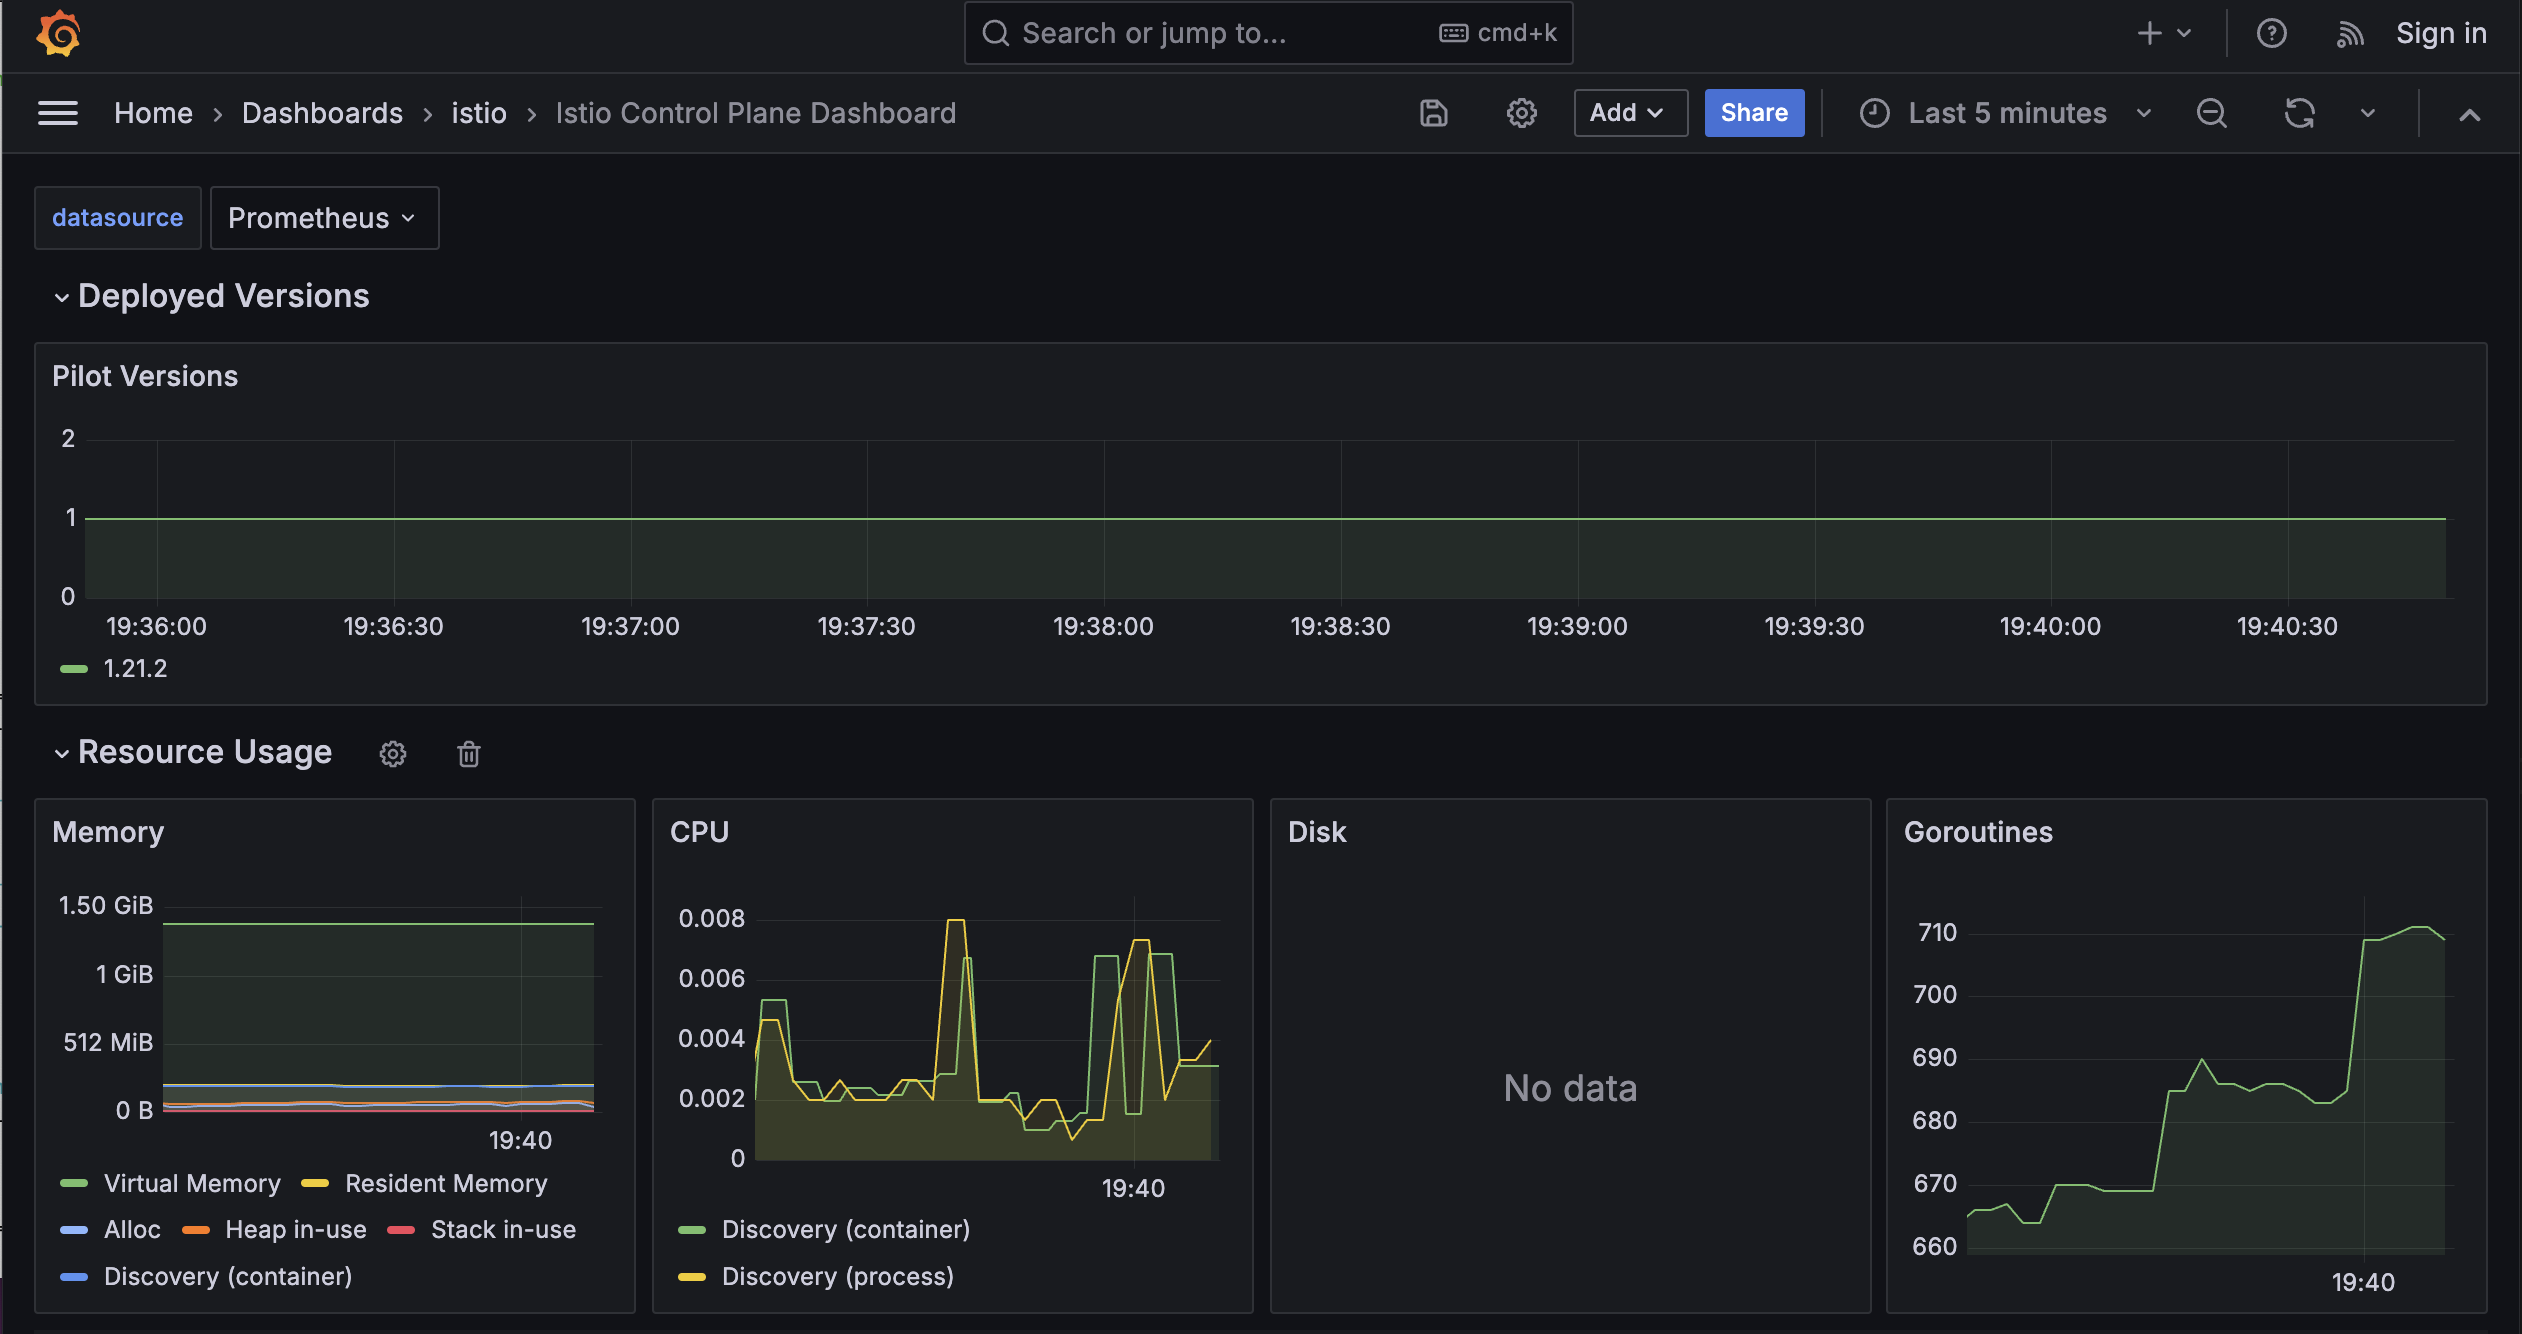 Search or jump to... cmd+k Sign in
Home › Dashboards › istio › Istio Control Plane Dashboard Add Share Last 5 minutes
datasource Prometheus
Deployed Versions
Pilot Versions
2
1
0
19:36:00 19:36:30 19:37:00 19:37:30 19:38:00 19:38:30 19:39:00 19:39:30 19:40:00 19:40:30
1.21.2
Resource Usage
Memory
1.50 GiB
1 GiB
512 MiB
0 B
19:40
Virtual Memory Resident Memory
Alloc Heap in-use Stack in-use
Discovery (container)
CPU
0.008
0.006
0.004
0.002
0
19:40
Discovery (container)
Discovery (process)
Disk
No data
Goroutines
710
700
690
680
670
660
19:40